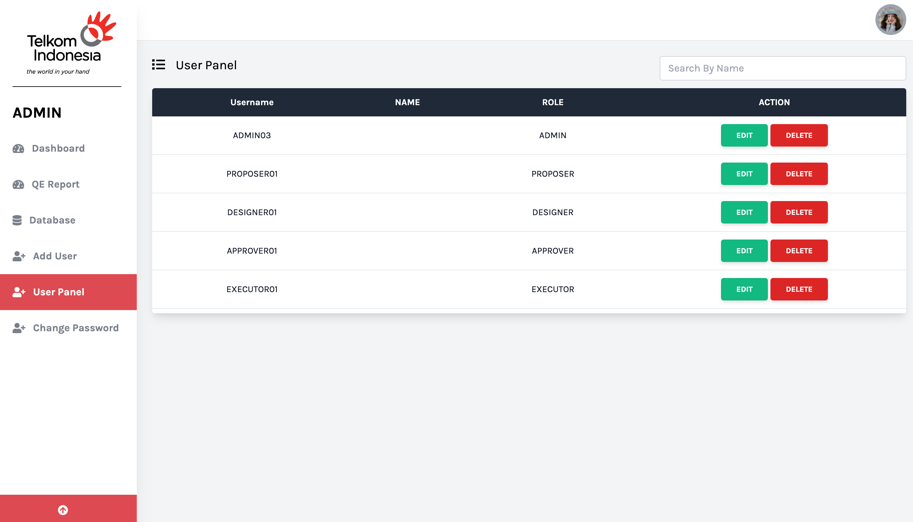 Telkom
Indonesia
the world in your hand
ADMIN
Dashboard
QE Report
Database
Add User
User Panel
Change Password
User Panel
Search By Name
Username NAME ROLE ACTION
ADMIN03 ADMIN EDIT DELETE
PROPOSER01 PROPOSER EDIT DELETE
DESIGNER01 DESIGNER EDIT DELETE
APPROVER01 APPROVER EDIT DELETE
EXECUTOR01 EXECUTOR EDIT DELETE